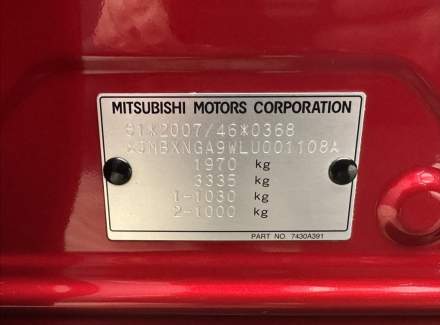 MITSUBISHI MOTORS CORPORATION
e1*2007/46*0368
*JMBXNGA9WLU001108*
1970 kg
3335 kg
1-1030 kg
2-1000 kg
PART NO. 7430A391